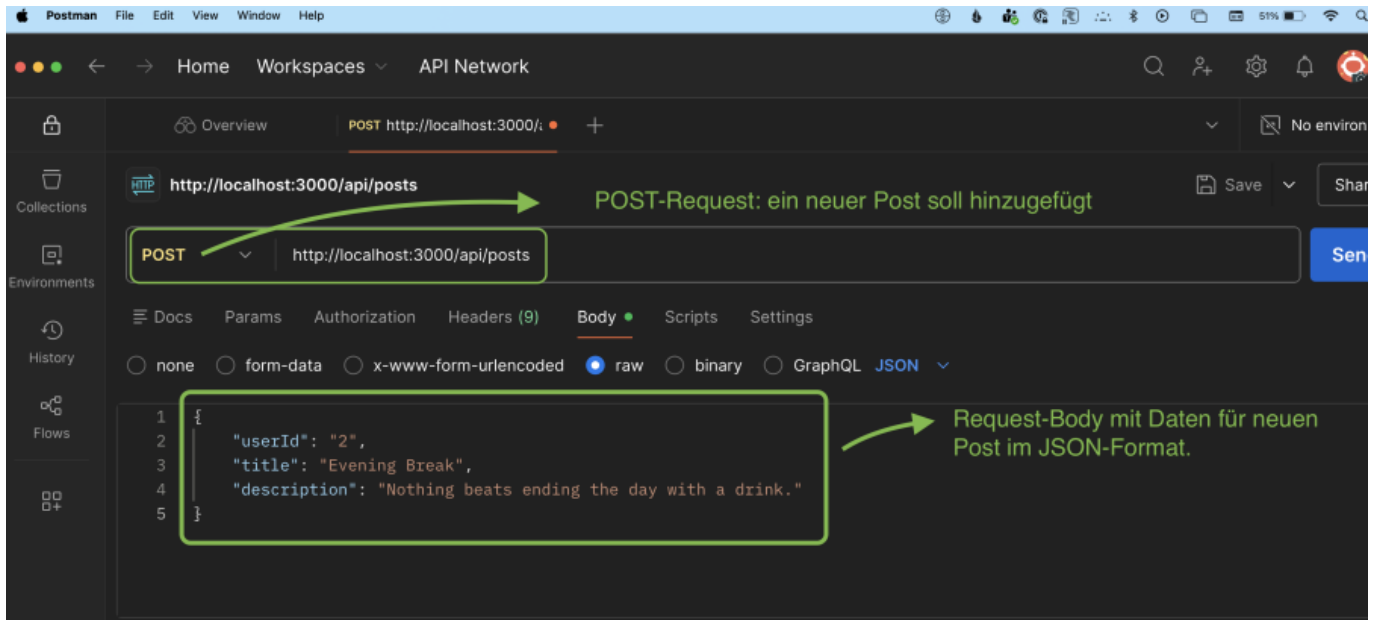 Postman File Edit View Window Help 51%
Home Workspaces API Network
Overview POST http://localhost:3000/ No environ
HTTP http://localhost:3000/api/posts Save Shar
Collections
POST-Request: ein neuer Post soll hinzugefügt
POST http://localhost:3000/api/posts Sen
Environments
Docs Params Authorization Headers (9) Body Scripts Settings
History
none form-data x-www-form-urlencoded raw binary GraphQL JSON
Flows
1 {
2 "userId": "2",
3 "title": "Evening Break",
4 "description": "Nothing beats ending the day with a drink."
5 }
Request-Body mit Daten für neuen
Post im JSON-Format.